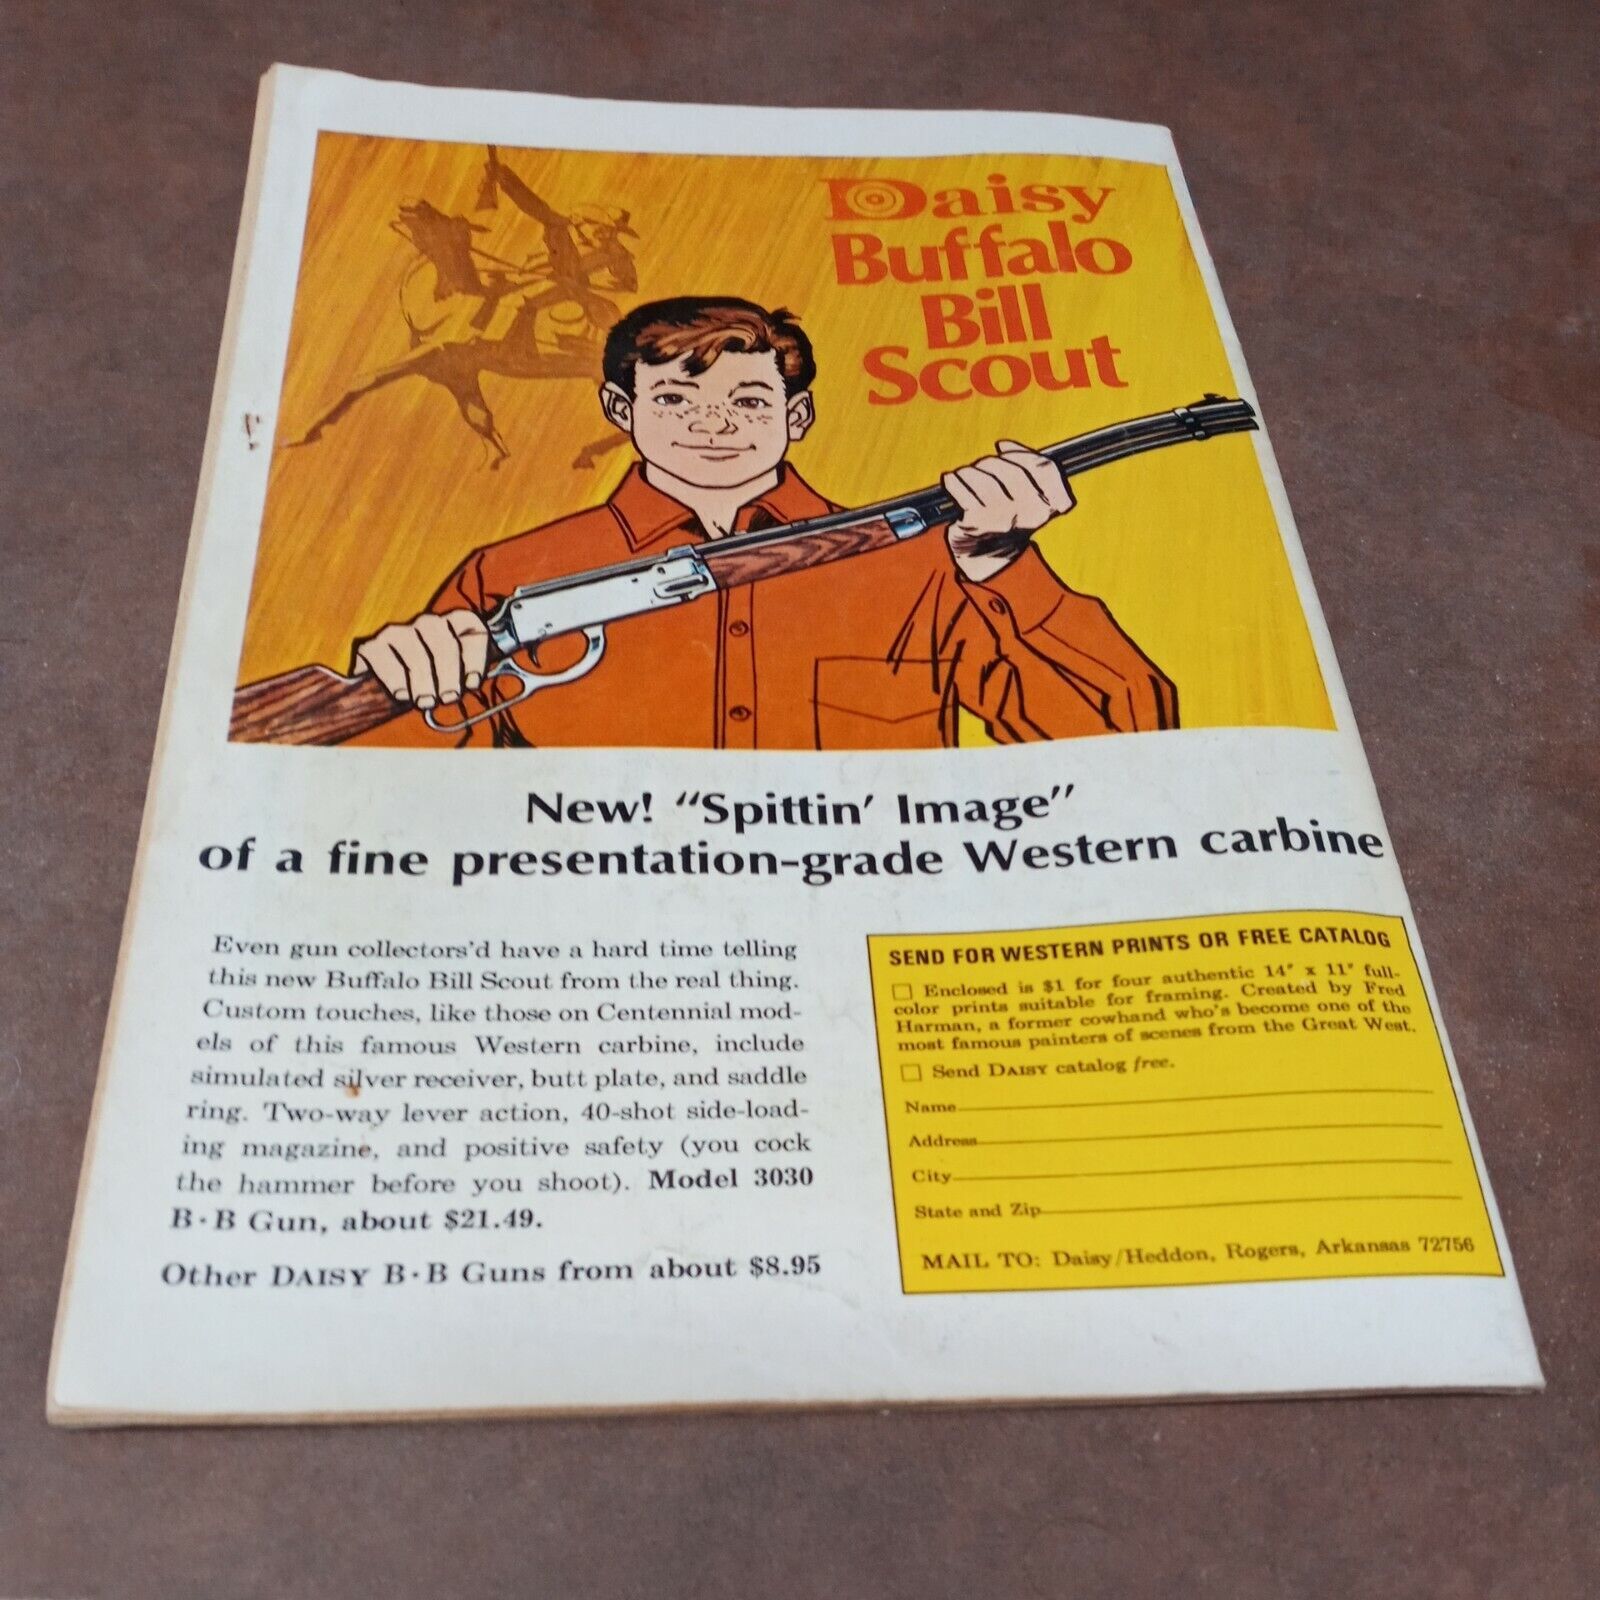 Daisy
Buffalo
Bill
Scout
New! “Spittin’ Image”
of a fine presentation-grade Western carbine
Even gun collectors’d have a hard time telling
this new Buffalo Bill Scout from the real thing.
Custom touches, like those on Centennial mod-
els of this famous Western carbine, include
simulated silver receiver, butt plate, and saddle
ring. Two-way lever action, 40-shot side-load-
ing magazine, and positive safety (you cock
the hammer before you shoot). Model 3030
B·B Gun, about $21.49.
Other DAISY B·B Guns from about $8.95
SEND FOR WESTERN PRINTS OR FREE CATALOG
☐ Enclosed is $1 for four authentic 14″ x 11″ full-
color prints suitable for framing. Created by Fred
Harman, a former cowhand who’s become one of the
most famous painters of scenes from the Great West.
☐ Send DAISY catalog free.
Name
Address
City
State and Zip
MAIL TO: Daisy/Heddon, Rogers, Arkansas 72756